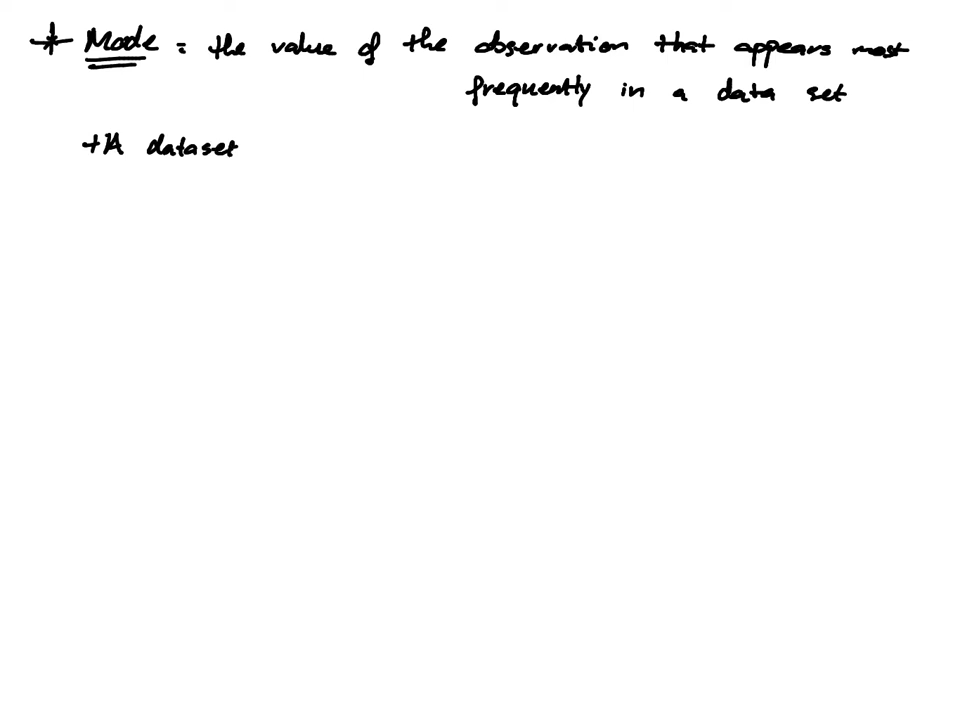 * Mode = the value of the observation that appears most
frequently in a data set
+ A dataset